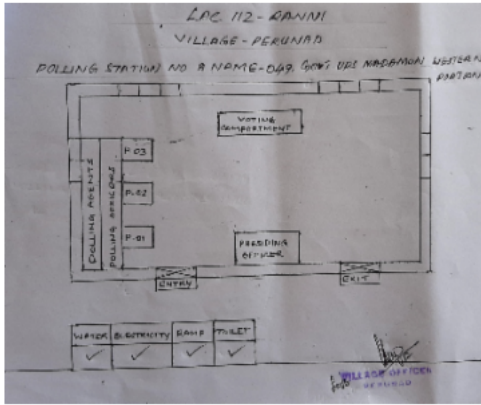 LAC 112 - RANNI
VILLAGE - PERUNAD
POLLING STATION NO & NAME - 049. GOVT UPS MADAMON WESTERN
VOTING
COMPARTMENT
P.03
P.02
P.01
POLLING AGENTS
POLLING OFFICERS
PRESIDING
OFFICER
ENTRY
EXIT
WATER ELECTRICITY RAMP TOILET
✓ ✓ ✓ ✓
VILLAGE OFFICER
PERUNAD